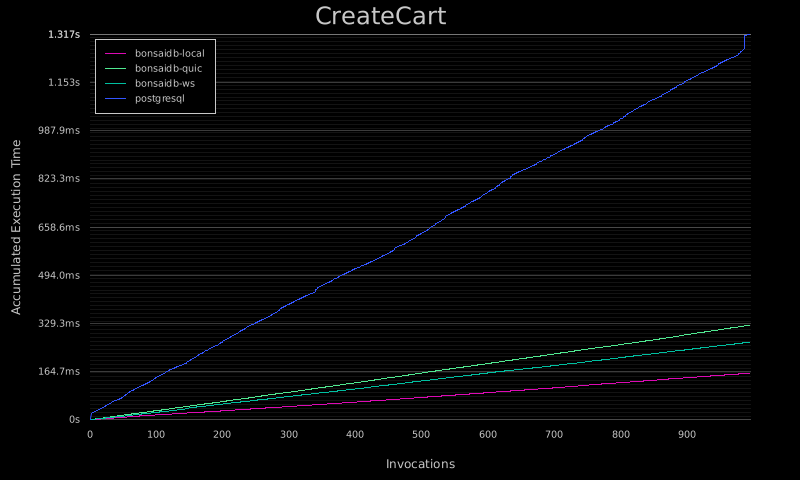 CreateCart
1.317s
bonsaidb-local
bonsaidb-quic
bonsaidb-ws
postgresql
1.153s
987.9ms
823.3ms
658.6ms
494.0ms
329.3ms
164.7ms
0s
Accumulated Execution Time
0 100 200 300 400 500 600 700 800 900
Invocations